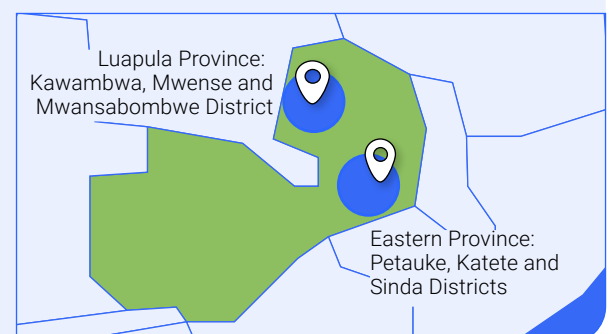 Luapula Province:
Kawambwa, Mwense and
Mwansabombwe District
Eastern Province:
Petauke, Katete and
Sinda Districts